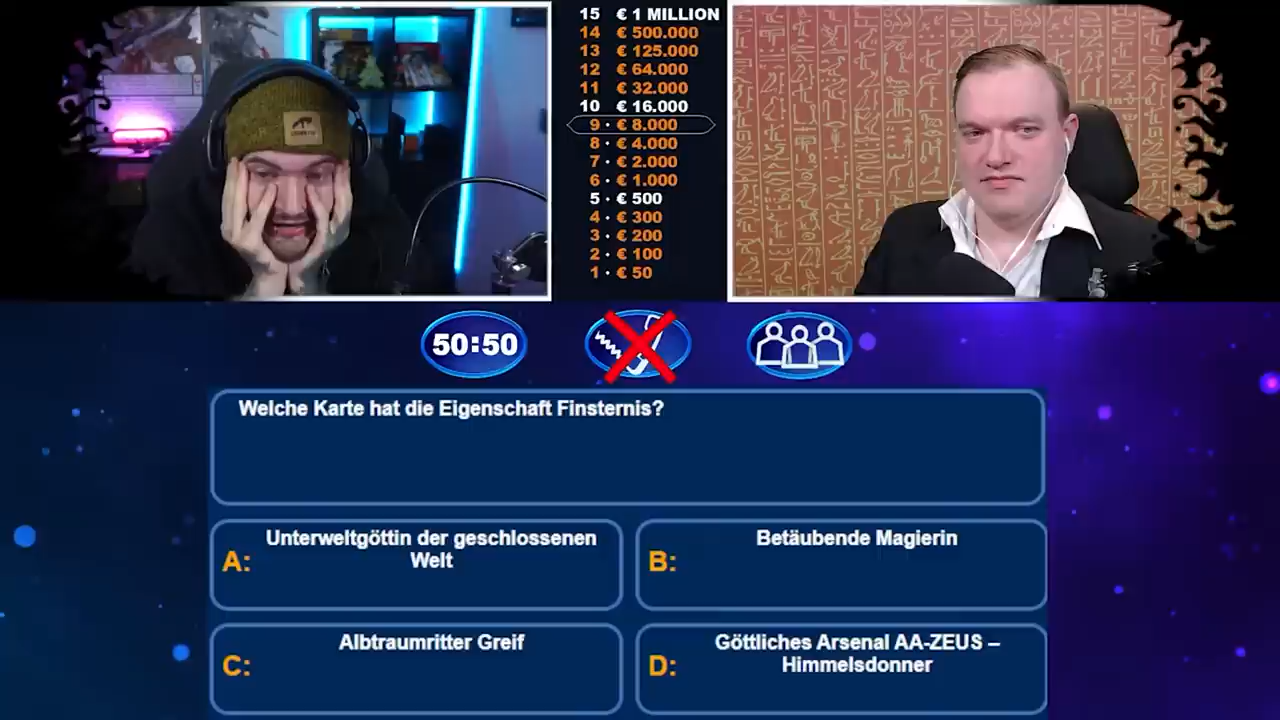 15 € 1 MILLION
14 € 500.000
13 € 125.000
12 € 64.000
11 € 32.000
10 € 16.000
9 · € 8.000
8 · € 4.000
7 · € 2.000
6 · € 1.000
5 · € 500
4 · € 300
3 · € 200
2 · € 100
1 · € 50
50:50
Welche Karte hat die Eigenschaft Finsternis?
A: Unterweltgöttin der geschlossenen
Welt
B: Betäubende Magierin
C: Albtraumritter Greif
D: Göttliches Arsenal AA-ZEUS –
Himmelsdonner